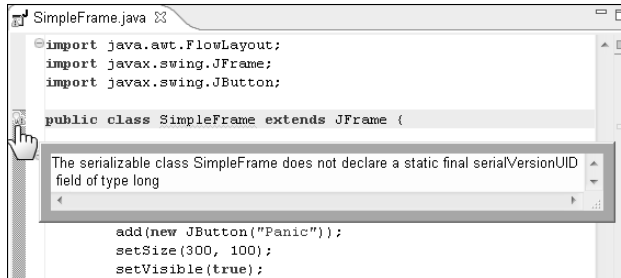 SimpleFrame.java
import java.awt.FlowLayout;
import javax.swing.JFrame;
import javax.swing.JButton;
public class SimpleFrame extends JFrame {
The serializable class SimpleFrame does not declare a static final serialVersionUID
field of type long
add(new JButton("Panic"));
setSize(300, 100);
setVisible(true);